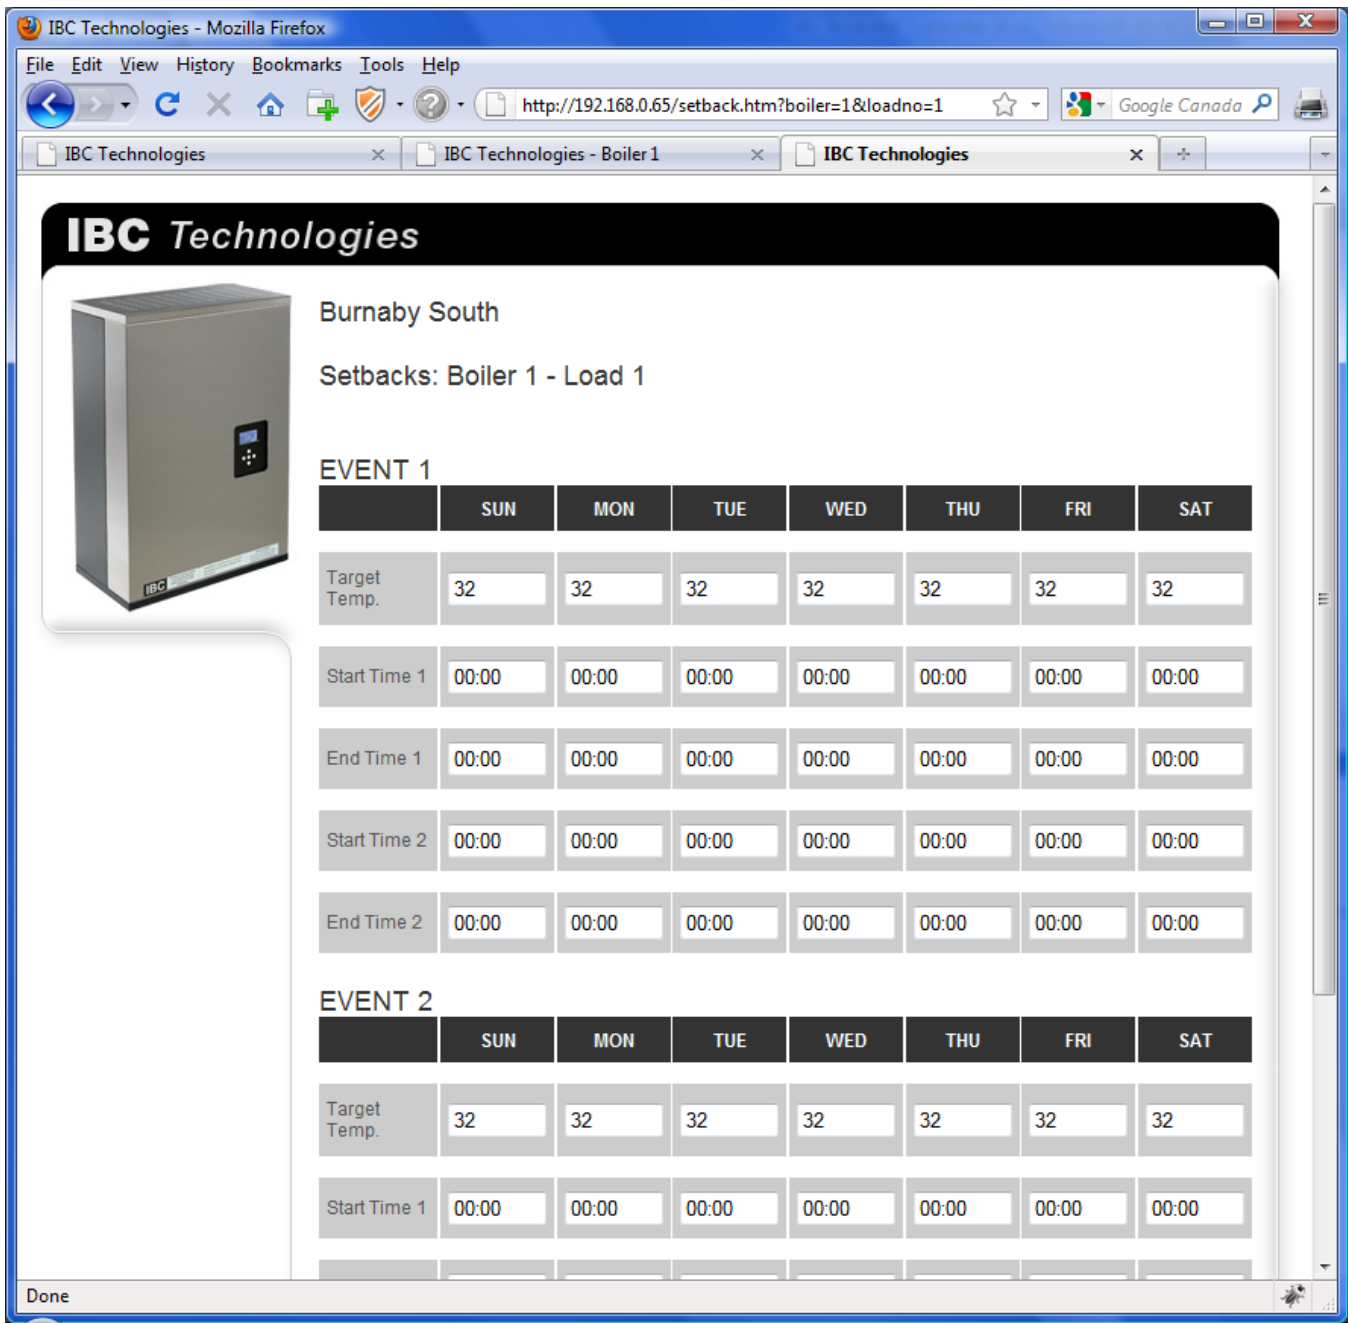 IBC Technologies - Mozilla Firefox
File Edit View History Bookmarks Tools Help
http://192.168.0.65/setback.htm?boiler=1&loadno=1 Google Canada
IBC Technologies IBC Technologies - Boiler 1 IBC Technologies
IBC Technologies
Burnaby South
Setbacks: Boiler 1 - Load 1
IBC
EVENT 1
SUN MON TUE WED THU FRI SAT
Target
Temp. 32 32 32 32 32 32 32
Start Time 1 00:00 00:00 00:00 00:00 00:00 00:00 00:00
End Time 1 00:00 00:00 00:00 00:00 00:00 00:00 00:00
Start Time 2 00:00 00:00 00:00 00:00 00:00 00:00 00:00
End Time 2 00:00 00:00 00:00 00:00 00:00 00:00 00:00
EVENT 2
SUN MON TUE WED THU FRI SAT
Target
Temp. 32 32 32 32 32 32 32
Start Time 1 00:00 00:00 00:00 00:00 00:00 00:00 00:00
Done